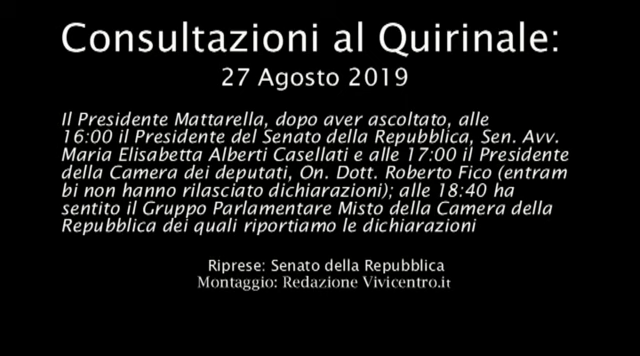 Consultazioni al Quirinale:
27 Agosto 2019
Il Presidente Mattarella, dopo aver ascoltato, alle
16:00 il Presidente del Senato della Repubblica, Sen. Avv.
Maria Elisabetta Alberti Casellati e alle 17:00 il Presidente
della Camera dei deputati, On. Dott. Roberto Fico (entram
bi non hanno rilasciato dichiarazioni); alle 18:40 ha
sentito il Gruppo Parlamentare Misto della Camera della
Repubblica dei quali riportiamo le dichiarazioni
Riprese: Senato della Repubblica
Montaggio: Redazione Vivicentro.it